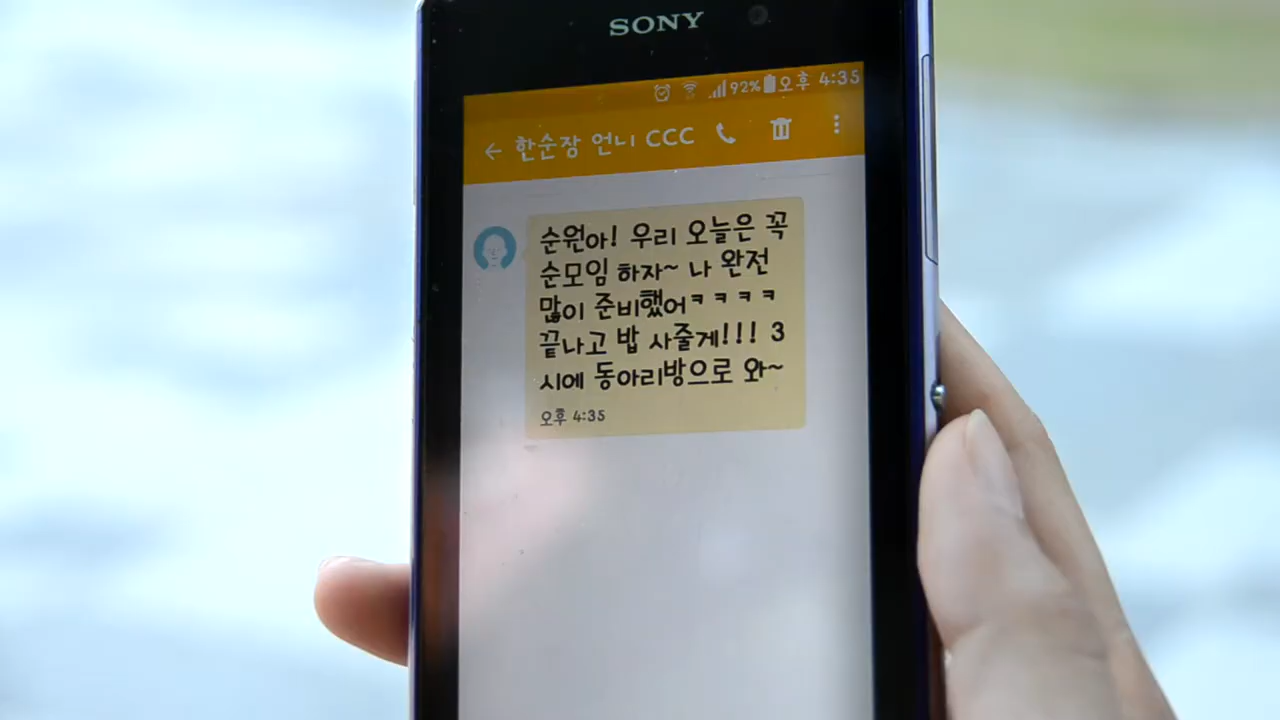 SONY
92% 오후 4:35
한순장 언니 CCC
순원아! 우리 오늘은 꼭
순모임 하자~ 나 완전
많이 준비했어ㅋㅋㅋㅋ
끝나고 밥 사줄게!!! 3
시에 동아리방으로 와~
오후 4:35